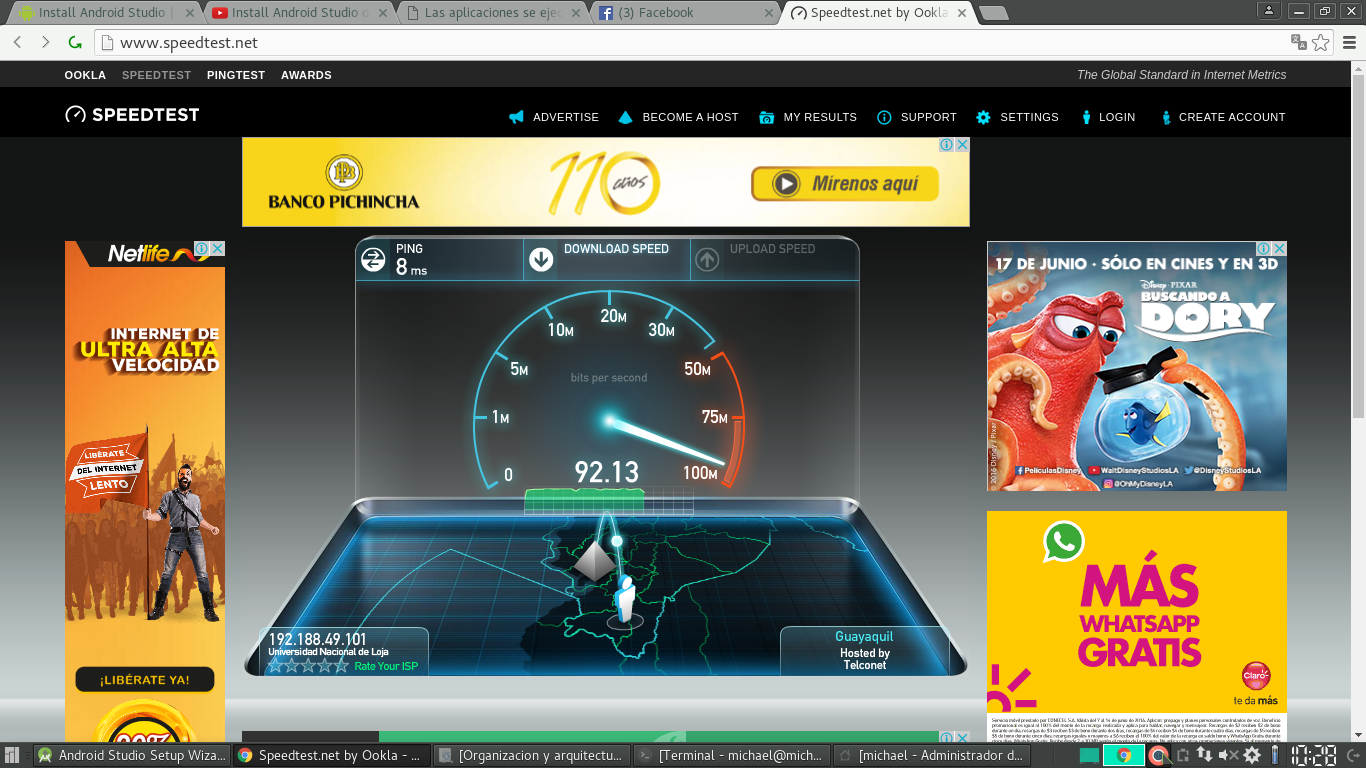 Install Android Studio |
Install Android Studio o
Las aplicaciones se ejec
(3) Facebook
Speedtest.net by Ookla
www.speedtest.net
OOKLA SPEEDTEST PINGTEST AWARDS
The Global Standard in Internet Metrics
SPEEDTEST
ADVERTISE BECOME A HOST MY RESULTS SUPPORT SETTINGS LOGIN CREATE ACCOUNT
BANCO PICHINCHA
110 años
Mírenos aquí
Netlife
INTERNET DE
ULTRA ALTA
VELOCIDAD
LIBÉRATE
DEL INTERNET
LENTO
¡LIBÉRATE YA!
PING
8 ms
DOWNLOAD SPEED
UPLOAD SPEED
0
1M
5M
10M
20M
30M
50M
75M
100M
bits per second
92.13
192.188.49.101
Universidad Nacional de Loja
Rate Your ISP
Guayaquil
Hosted by
Telconet
17 DE JUNIO · SÓLO EN CINES Y EN 3D
Disney · PIXAR
BUSCANDO A
DORY
PeliculasDisney WaltDisneyStudiosLA @DisneyStudiosLA
@OhMyDisneyLA
© 2016 Disney / Pixar
MÁS
WHATSAPP
GRATIS
Claro
te da más
Android Studio Setup Wiza...
Speedtest.net by Ookla - ...
[Organizacion y arquitectu...
[Terminal - michael@mich...
[michael - Administrador d...
10:20